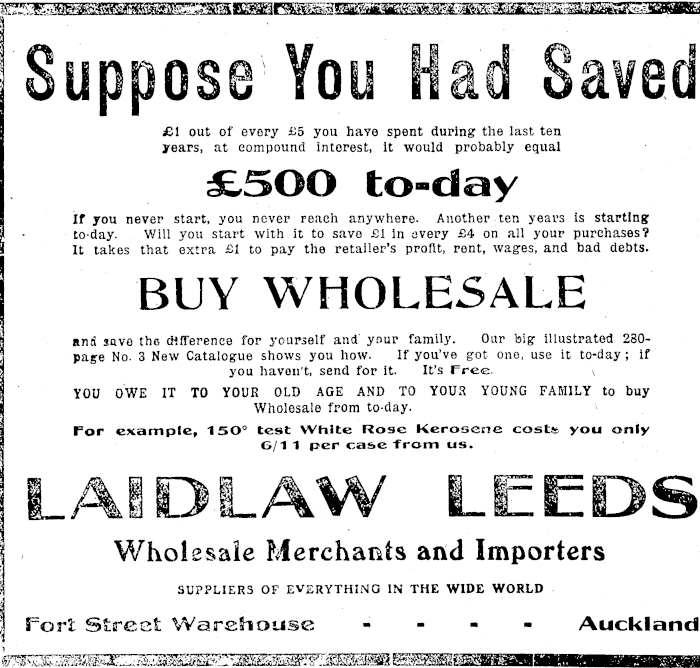 Suppose You Had Saved
£1 out of every £5 you have spent during the last ten
years, at compound interest, it would probably equal
£500 to-day
If you never start, you never reach anywhere. Another ten years is starting
to-day. Will you start with it to save £1 in every £4 on all your purchases?
It takes that extra £1 to pay the retailer's profit, rent, wages, and bad debts.
BUY WHOLESALE
and save the difference for yourself and your family. Our big illustrated 280-
page No. 3 New Catalogue shows you how. If you've got one, use it to-day; if
you haven't, send for it. It's Free.
YOU OWE IT TO YOUR OLD AGE AND TO YOUR YOUNG FAMILY to buy
Wholesale from to-day.
For example, 150° test White Rose Kerosene costs you only
6/11 per case from us.
LAIDLAW LEEDS
Wholesale Merchants and Importers
SUPPLIERS OF EVERYTHING IN THE WIDE WORLD
Fort Street Warehouse - - - - Auckland